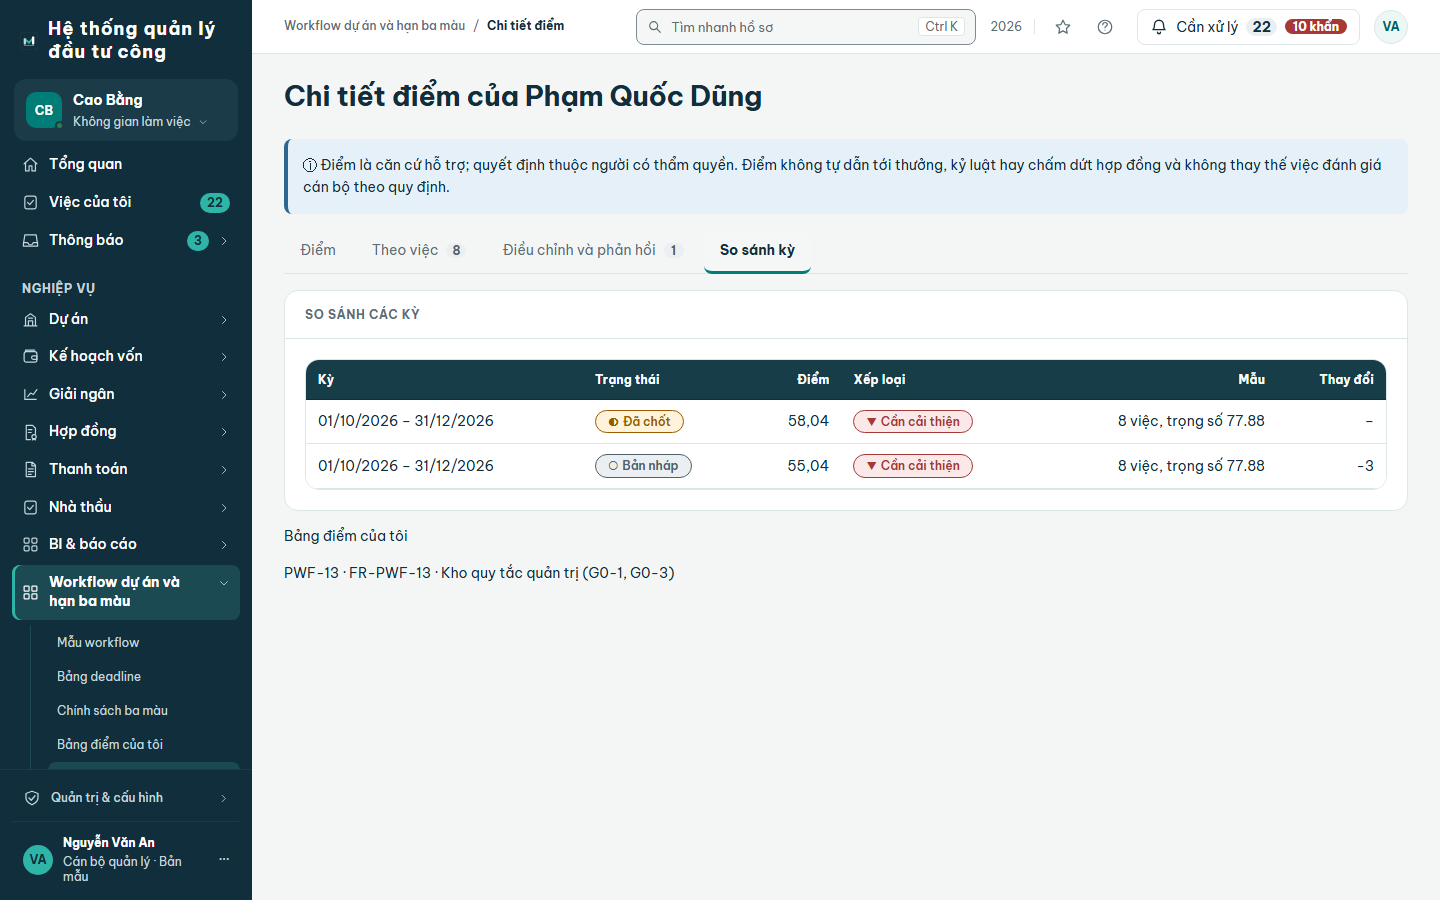 Hệ thống quản lý
đầu tư công
CB
Cao Bằng
Không gian làm việc
Tổng quan
Việc của tôi 22
Thông báo 3
NGHIỆP VỤ
Dự án
Kế hoạch vốn
Giải ngân
Hợp đồng
Thanh toán
Nhà thầu
BI & báo cáo
Workflow dự án và
hạn ba màu
Mẫu workflow
Bảng deadline
Chính sách ba màu
Bảng điểm của tôi
Quản trị & cấu hình
VA
Nguyễn Văn An
Cán bộ quản lý · Bản
mẫu
Workflow dự án và hạn ba màu / Chi tiết điểm
Tìm nhanh hồ sơ Ctrl K
2026
Cần xử lý 22 10 khẩn
VA
Chi tiết điểm của Phạm Quốc Dũng
Điểm là căn cứ hỗ trợ; quyết định thuộc người có thẩm quyền. Điểm không tự dẫn tới thưởng, kỷ luật hay chấm dứt hợp đồng và không thay thế việc đánh giá
cán bộ theo quy định.
Điểm Theo việc 8 Điều chỉnh và phản hồi 1 So sánh kỳ
SO SÁNH CÁC KỲ
Kỳ Trạng thái Điểm Xếp loại Mẫu Thay đổi
01/10/2026 – 31/12/2026 Đã chốt 58,04 Cần cải thiện 8 việc, trọng số 77.88 –
01/10/2026 – 31/12/2026 Bản nháp 55,04 Cần cải thiện 8 việc, trọng số 77.88 -3
Bảng điểm của tôi
PWF-13 · FR-PWF-13 · Kho quy tắc quản trị (G0-1, G0-3)